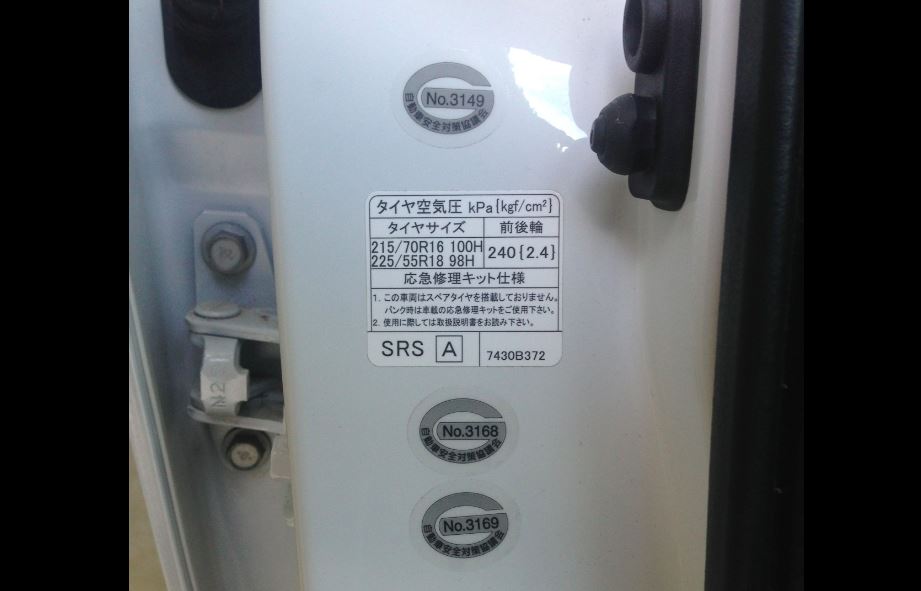 No.3149
自動車安全対策協議会
タイヤ空気圧 kPa{kgf/cm²}
タイヤサイズ 前後輪
215/70R16 100H
225/55R18 98H
240{2.4}
応急修理キット仕様
1. この車両はスペアタイヤを搭載しておりません。
パンク時は車載の応急修理キットをご使用下さい。
2. 使用に際しては取扱説明書をお読み下さい。
SRS A 7430B372
No.3168
自動車安全対策協議会
No.3169
自動車安全対策協議会